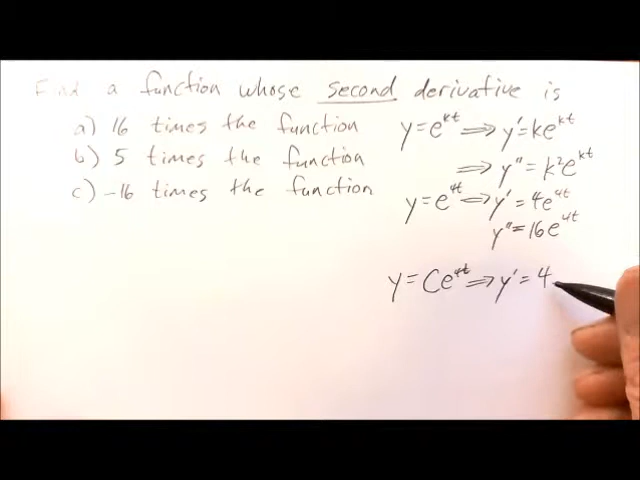 Find a function whose second derivative is
a) 16 times the function
b) 5 times the function
c) -16 times the function
y=e^{kt} ⇒ y'=ke^{kt}
⇒ y''=k²e^{kt}
y=e^{4t} ⇒ y'=4e^{4t}
y''=16e^{4t}
y=Ce^{4t} ⇒ y'=4